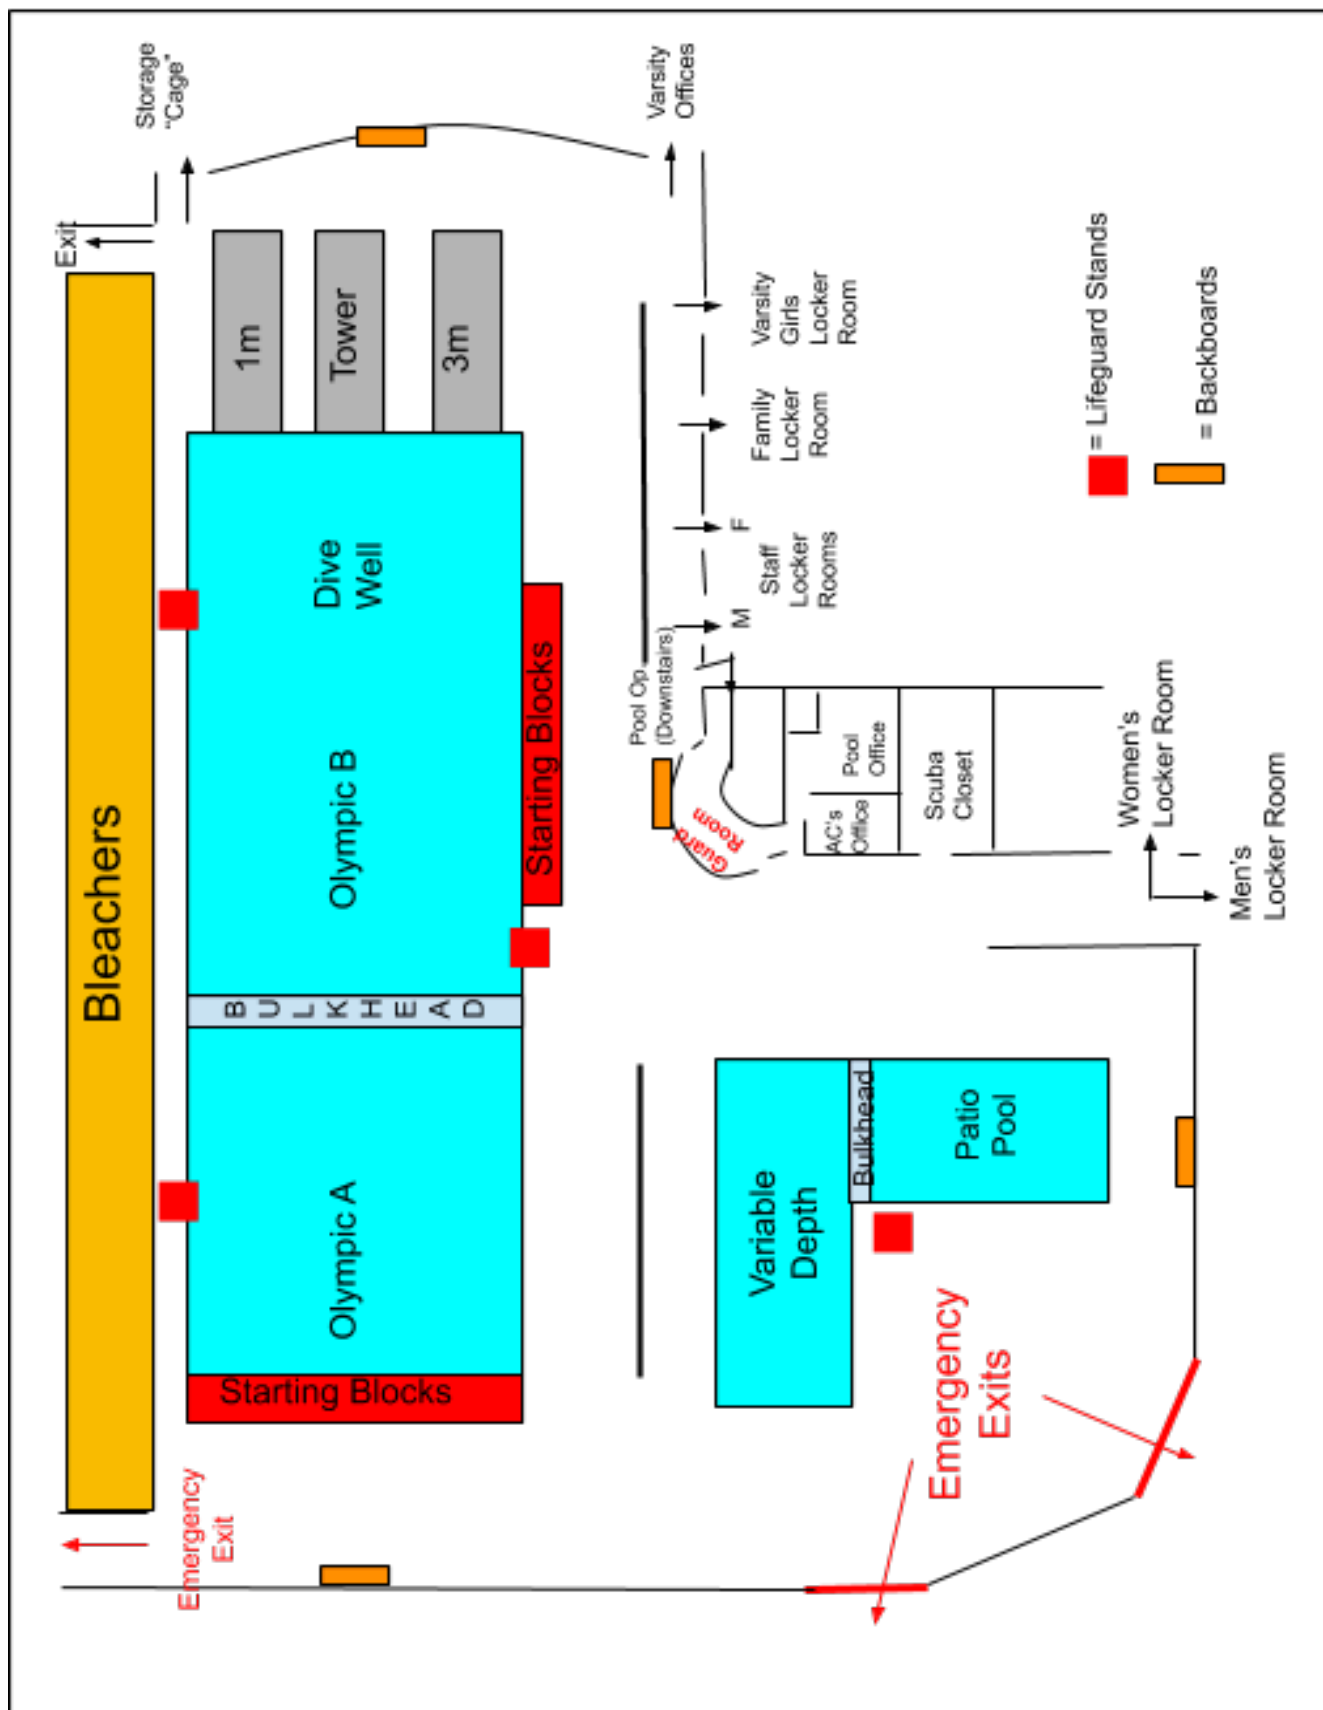 Storage
"Cage"
Varsity
Offices
Exit
Bleachers
1m
Tower
3m
Dive
Well
Olympic B
Starting Blocks
BULKHEAD
Olympic A
Starting Blocks
Emergency
Exit
Varsity
Girls
Locker
Room
Family
Locker
Room
F
M
Staff
Locker
Rooms
Pool Op
(Downstairs)
Guard
Room
Pool
Office
AC's
Office
Scuba
Closet
Women's
Locker Room
Men's
Locker Room
Variable
Depth
Bulkhead
Patio
Pool
Emergency
Exits
= Lifeguard Stands
= Backboards